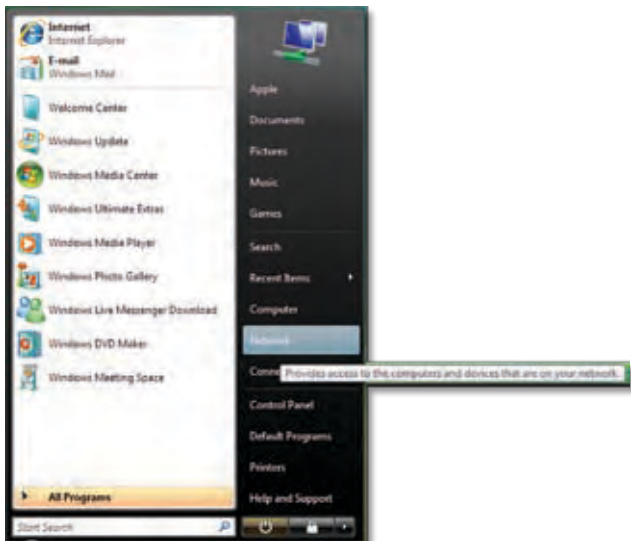 Internet
Internet Explorer
E-mail
Windows Mail
Welcome Center
Windows Update
Windows Media Center
Windows Ultimate Extras
Windows Media Player
Windows Photo Gallery
Windows Live Messenger Download
Windows DVD Maker
Windows Meeting Space
All Programs
Start Search
Apple
Documents
Pictures
Music
Games
Search
Recent Items
Computer
Network
Conne
Provides access to the computers and devices that are on your network.
Control Panel
Default Programs
Printers
Help and Support